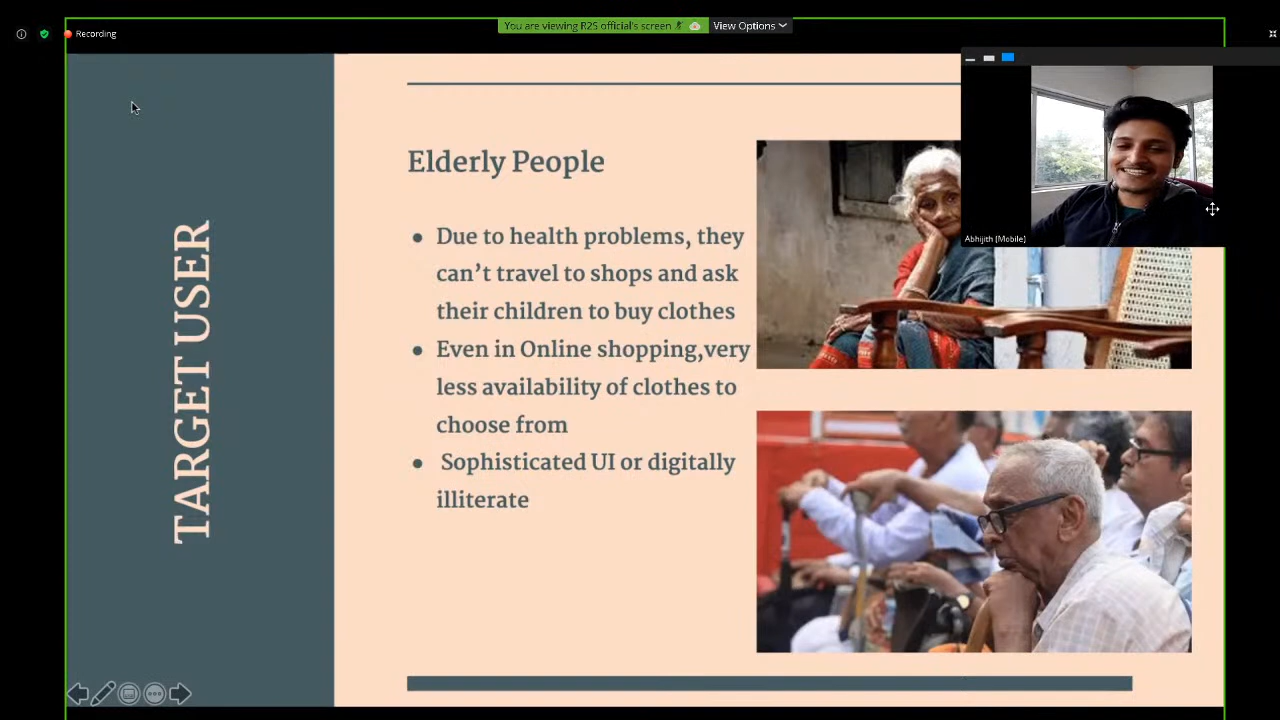 You are viewing R2S official's screen
View Options
Recording
Abhijith (Mobile)
TARGET USER
Elderly People
● Due to health problems, they
can't travel to shops and ask
their children to buy clothes
● Even in Online shopping,very
less availability of clothes to
choose from
● Sophisticated UI or digitally
illiterate